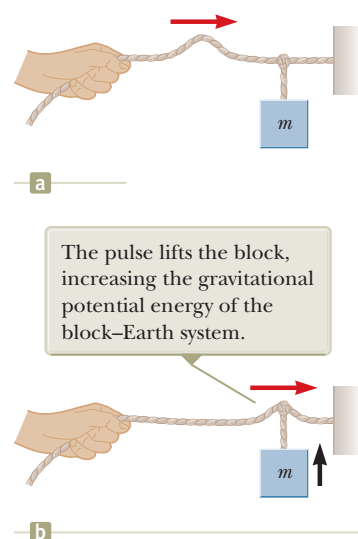 m
a
The pulse lifts the block,
increasing the gravitational
potential energy of the
block–Earth system.
m
b